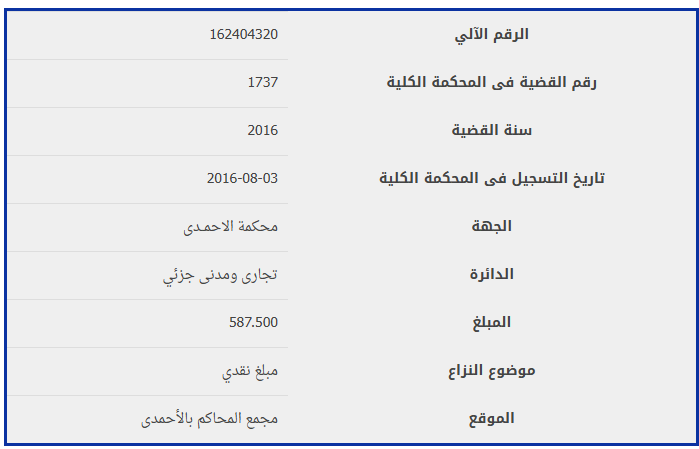 الرقم الآلي 162404320
رقم القضية فى المحكمة الكلية 1737
سنة القضية 2016
تاريخ التسجيل فى المحكمة الكلية 2016-08-03
الجهة محكمة الاحمـدى
الدائرة تجارى ومدنى جزئي
المبلغ 587.500
موضوع النزاع مبلغ نقدي
الموقع مجمع المحاكم بالأحمدى